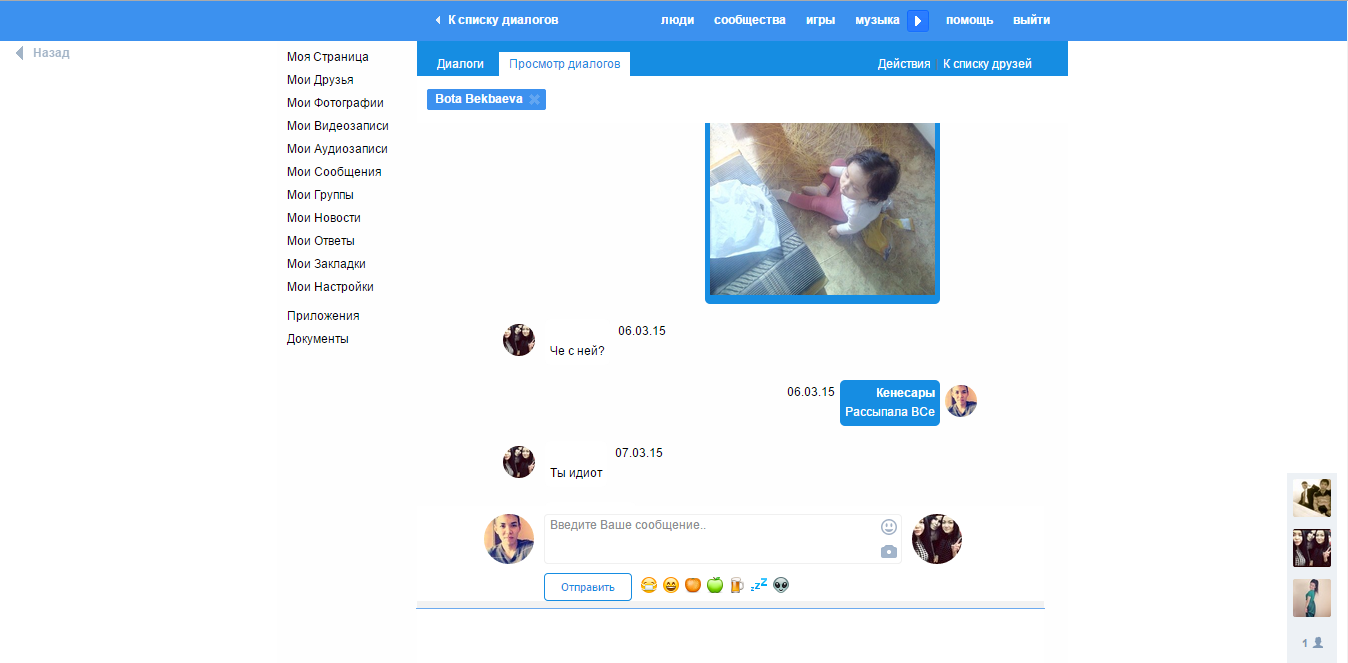 К списку диалогов люди сообщества игры музыка помощь выйти
Назад
Моя Страница
Мои Друзья
Мои Фотографии
Мои Видеозаписи
Мои Аудиозаписи
Мои Сообщения
Мои Группы
Мои Новости
Мои Ответы
Мои Закладки
Мои Настройки
Приложения
Документы
Диалоги Просмотр диалогов Действия К списку друзей
Bota Bekbaeva
06.03.15
Че с ней?
06.03.15 Кенесары
Рассыпала ВСе
07.03.15
Ты идиот
Введите Ваше сообщение..
Отправить
1